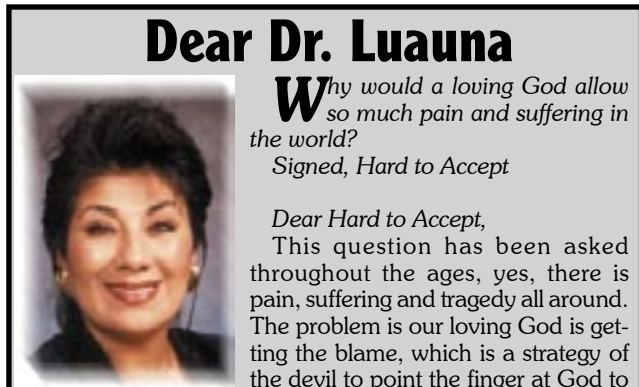 Dear Dr. Luauna
Why would a loving God allow
so much pain and suffering in
the world?
Signed, Hard to Accept
Dear Hard to Accept,
This question has been asked
throughout the ages, yes, there is
pain, suffering and tragedy all around.
The problem is our loving God is get-
ting the blame, which is a strategy of
the devil to point the finger at God to